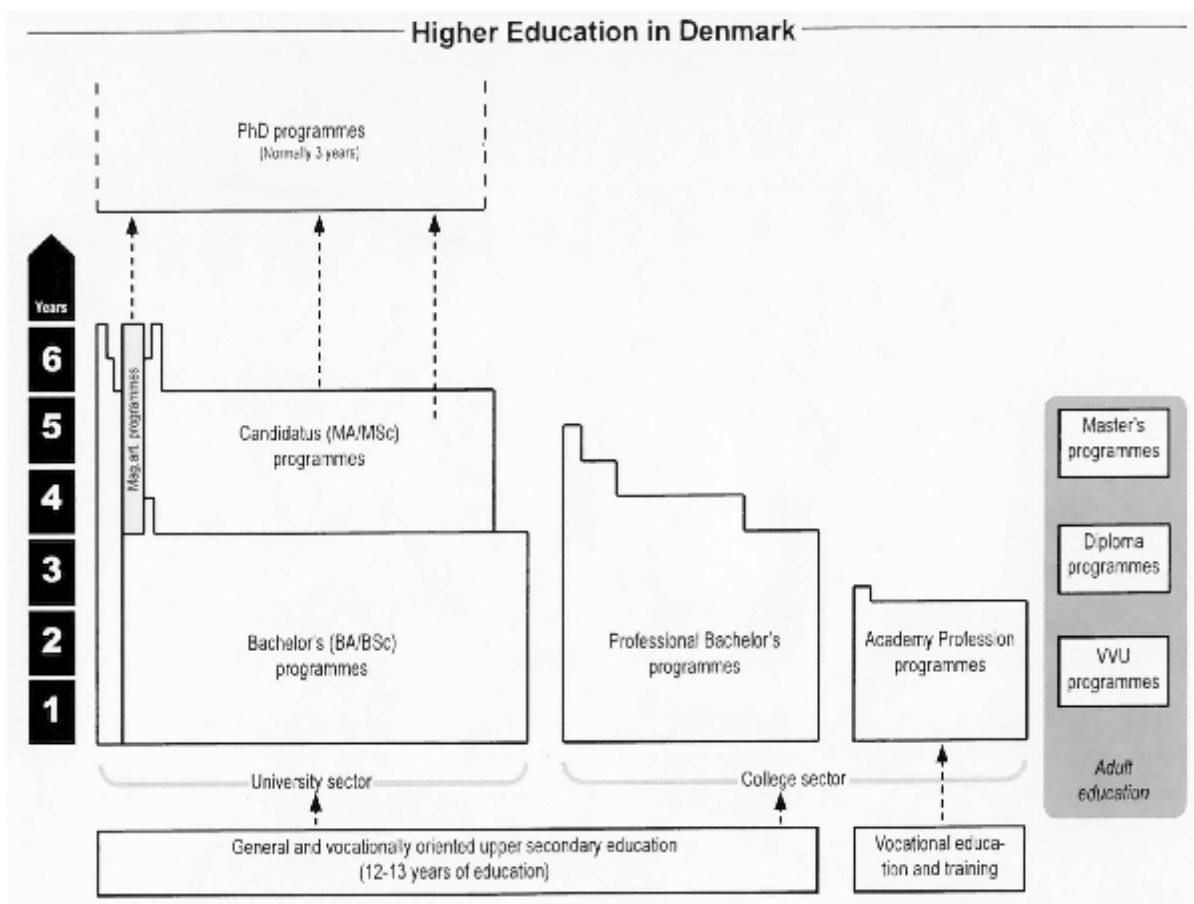 Higher Education in Denmark
PhD programmes
(Normally 3 years)
Years
6
5
4
3
2
1
Mag.art. programmes
Candidatus (MA/MSc)
programmes
Bachelor's (BA/BSc)
programmes
Professional Bachelor's
programmes
Academy Profession
programmes
Master's
programmes
Diploma
programmes
VVU
programmes
Adult
education
University sector
College sector
General and vocationally oriented upper secondary education
(12-13 years of education)
Vocational educa-
tion and training